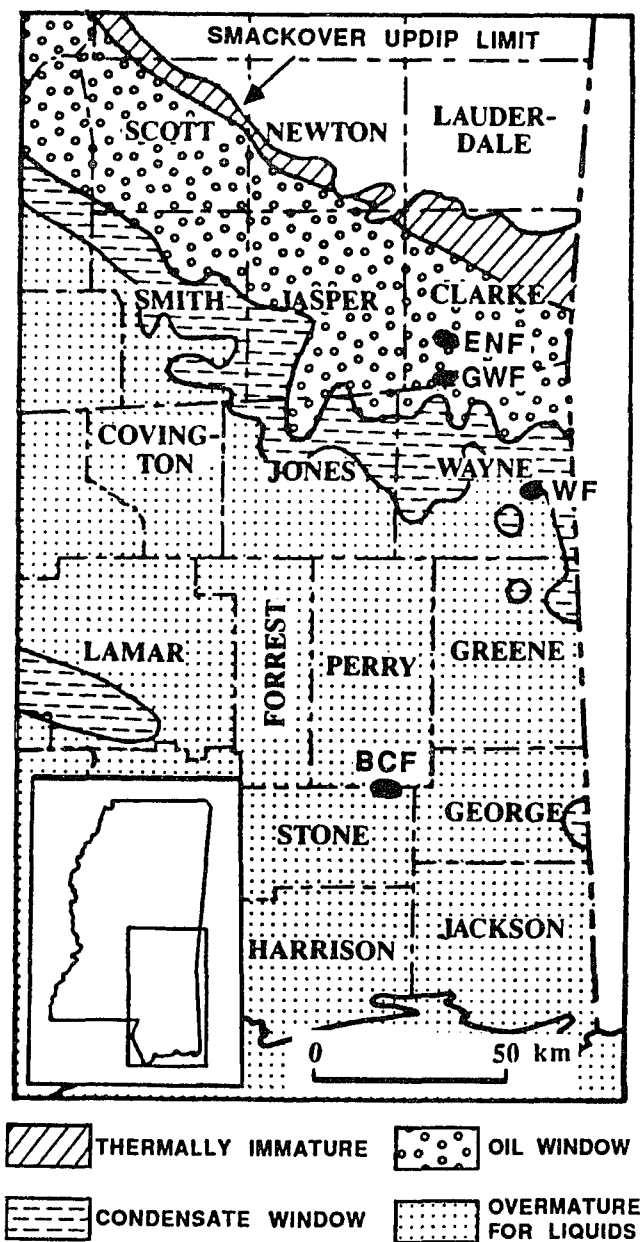 SMACKOVER UPDIP LIMIT
LAUDER-
DALE
SCOTT
NEWTON
SMITH
JASPER
CLARKE
ENF
GWF
COVING-
TON
JONES
WAYNE
WF
LAMAR
FORREST
PERRY
GREENE
BCF
GEORGE
STONE
HARRISON
JACKSON
0 50 km
THERMALLY IMMATURE
OIL WINDOW
CONDENSATE WINDOW
OVERMATURE
FOR LIQUIDS